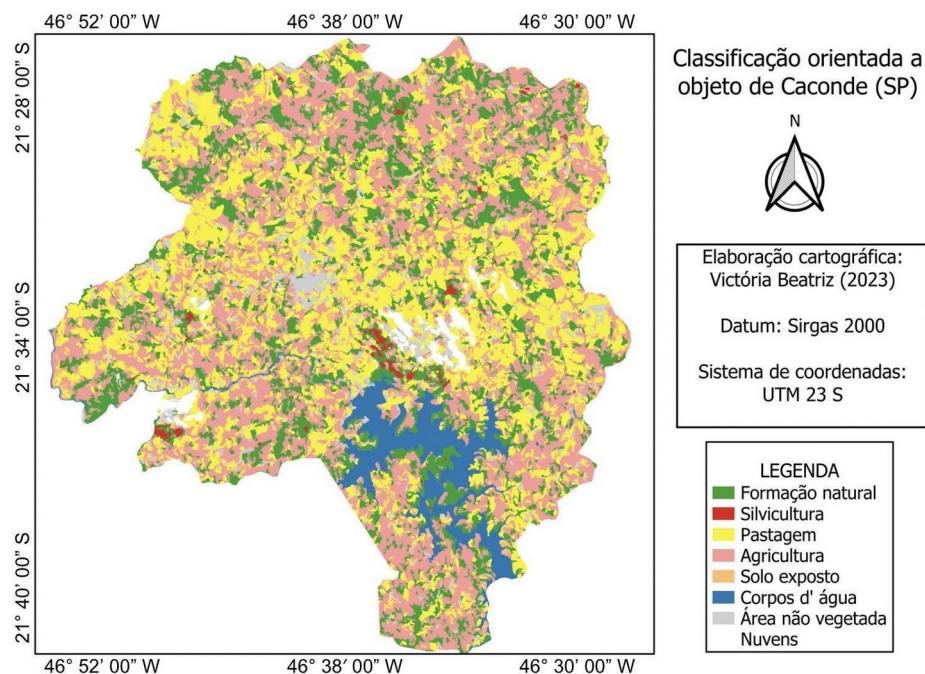 46° 52' 00" W
46° 38' 00" W
46° 30' 00" W
21° 28' 00" S
21° 34' 00" S
21° 40' 00" S
46° 52' 00" W
46° 38' 00" W
46° 30' 00" W
Classificação orientada a
objeto de Caconde (SP)
N
Elaboração cartográfica:
Victória Beatriz (2023)
Datum: Sirgas 2000
Sistema de coordenadas:
UTM 23 S
LEGENDA
Formação natural
Silvicultura
Pastagem
Agricultura
Solo exposto
Corpos d' água
Área não vegetada
Nuvens